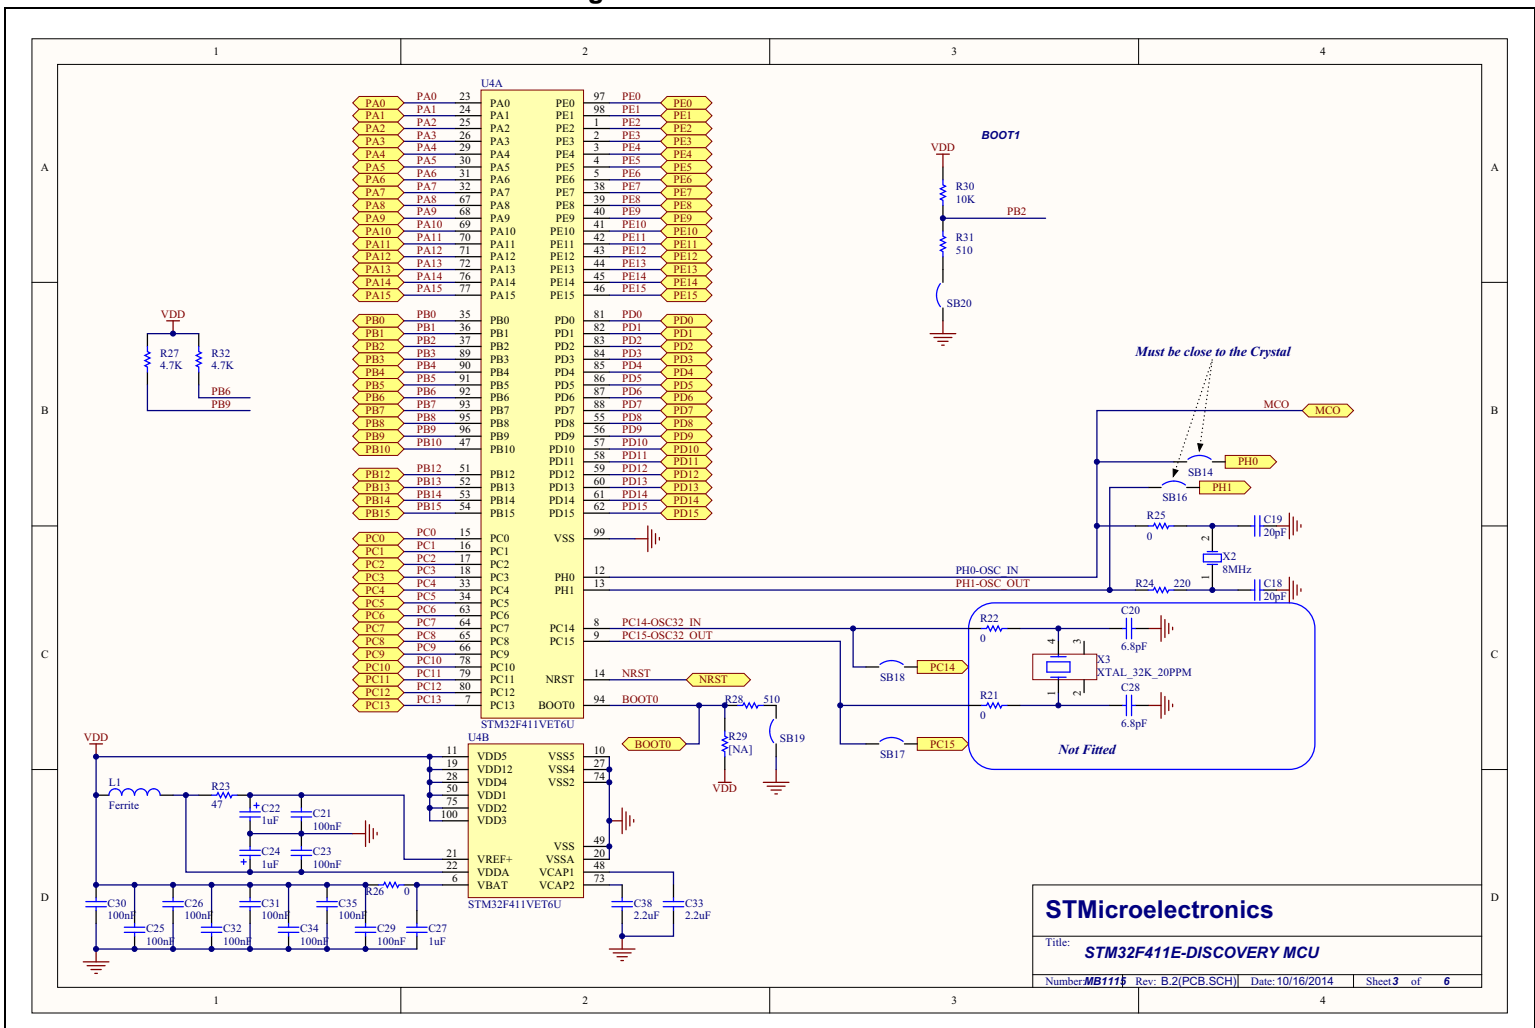 g
1 2 3 4
U4A
PA0 PA0 23 PA0 PE0 97 PE0 PE0
PA1 PA1 24 PA1 PE1 98 PE1 PE1
PA2 PA2 25 PA2 PE2 1 PE2 PE2
PA3 PA3 26 PA3 PE3 2 PE3 PE3
PA4 PA4 29 PA4 PE4 3 PE4 PE4
PA5 PA5 30 PA5 PE5 4 PE5 PE5
PA6 PA6 31 PA6 PE6 5 PE6 PE6
PA7 PA7 32 PA7 PE7 38 PE7 PE7
PA8 PA8 67 PA8 PE8 39 PE8 PE8
PA9 PA9 68 PA9 PE9 40 PE9 PE9
PA10 PA10 69 PA10 PE10 41 PE10 PE10
PA11 PA11 70 PA11 PE11 42 PE11 PE11
PA12 PA12 71 PA12 PE12 43 PE12 PE12
PA13 PA13 72 PA13 PE13 44 PE13 PE13
PA14 PA14 76 PA14 PE14 45 PE14 PE14
PA15 PA15 77 PA15 PE15 46 PE15 PE15
PB0 PB0 35 PB0 PD0 81 PD0 PD0
PB1 PB1 36 PB1 PD1 82 PD1 PD1
PB2 PB2 37 PB2 PD2 83 PD2 PD2
PB3 PB3 89 PB3 PD3 84 PD3 PD3
PB4 PB4 90 PB4 PD4 85 PD4 PD4
PB5 PB5 91 PB5 PD5 86 PD5 PD5
PB6 PB6 92 PB6 PD6 87 PD6 PD6
PB7 PB7 93 PB7 PD7 88 PD7 PD7
PB8 PB8 95 PB8 PD8 55 PD8 PD8
PB9 PB9 96 PB9 PD9 56 PD9 PD9
PB10 PB10 47 PB10 PD10 57 PD10 PD10
PD11 58 PD11 PD11
PB12 PB12 51 PB12 PD12 59 PD12 PD12
PB13 PB13 52 PB13 PD13 60 PD13 PD13
PB14 PB14 53 PB14 PD14 61 PD14 PD14
PB15 PB15 54 PB15 PD15 62 PD15 PD15
PC0 PC0 15 PC0 VSS 99
PC1 PC1 16 PC1
PC2 PC2 17 PC2
PC3 PC3 18 PC3 PH0 12 PH0-OSC_IN
PC4 PC4 33 PC4 PH1 13 PH1-OSC_OUT
PC5 PC5 34 PC5
PC6 PC6 63 PC6
PC7 PC7 64 PC7 PC14 8 PC14-OSC32_IN
PC8 PC8 65 PC8 PC15 9 PC15-OSC32_OUT
PC9 PC9 66 PC9
PC10 PC10 78 PC10
PC11 PC11 79 PC11 NRST 14 NRST NRST
PC12 PC12 80 PC12
PC13 PC13 7 PC13 BOOT0 94 BOOT0
STM32F411VET6U
BOOT1
VDD
R30
10K
PB2
R31
510
SB20
A A
VDD
R27 R32
4.7K 4.7K
PB6
PB9
B B
Must be close to the Crystal
MCO MCO
SB14 PH0
SB16 PH1
R25
0
C19
20pF
2
X2
8MHz
1
R24 220
C18
20pF
R22
0
C20
6.8pF
4 3
X3
XTAL_32K_20PPM
1 2
R21
0
C28
6.8pF
Not Fitted
SB18 PC14
SB17 PC15
C C
R28 510
BOOT0
R29
[NA]
VDD
SB19
U4B
11 VDD5 VSS5 10
19 VDD12 VSS4 27
28 VDD4 VSS2 74
50 VDD1
75 VDD2
100 VDD3
VSS 49
21 VREF+ VSSA 20
22 VDDA VCAP1 48
6 VBAT VCAP2 73
STM32F411VET6U
VDD
L1
Ferrite
R23
47
C22
+
1uF
C21
100nF
C24
+
1uF
C23
100nF
R26 0
C30
100nF
C26
100nF
C31
100nF
C35
100nF
C25
100nF
C32
100nF
C34
100nF
C29
100nF
C27
1uF
C38
2.2uF
C33
2.2uF
D D
STMicroelectronics
Title:
STM32F411E-DISCOVERY MCU
Number:MB1115 Rev: B.2(PCB.SCH) Date:10/16/2014 Sheet 3 of 6
1 2 3 4